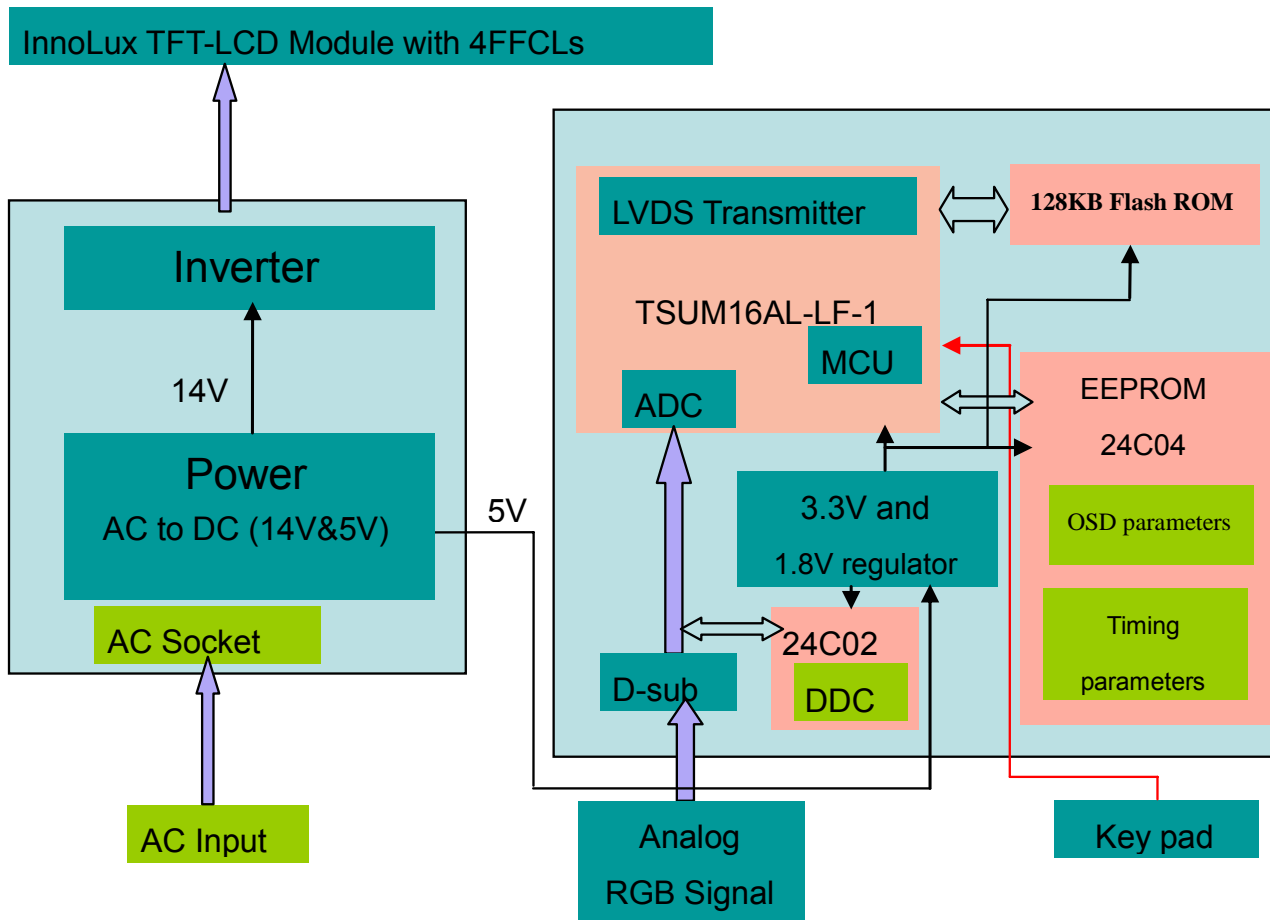 InnoLux TFT-LCD Module with 4FFCLs
Inverter
14V
Power
AC to DC (14V&5V)
AC Socket
AC Input
5V
LVDS Transmitter
TSUM16AL-LF-1
MCU
ADC
128KB Flash ROM
EEPROM
24C04
OSD parameters
Timing
parameters
3.3V and
1.8V regulator
24C02
DDC
D-sub
Analog
RGB Signal
Key pad